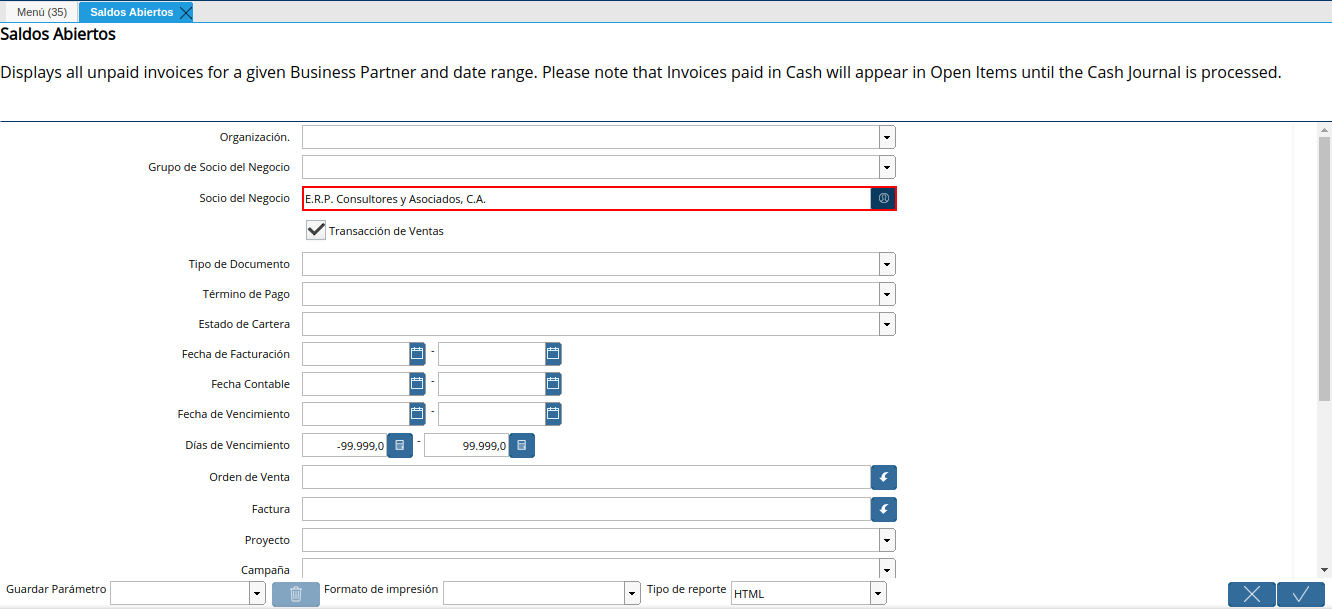 Menú (35)
Saldos Abiertos
Saldos Abiertos
Displays all unpaid invoices for a given Business Partner and date range. Please note that Invoices paid in Cash will appear in Open Items until the Cash Journal is processed.
Organización.
Grupo de Socio del Negocio
Socio del Negocio E.R.P. Consultores y Asociados, C.A.
Transacción de Ventas
Tipo de Documento
Término de Pago
Estado de Cartera
Fecha de Facturación -
Fecha Contable -
Fecha de Vencimiento -
Días de Vencimiento -99.999,0 - 99.999,0
Orden de Venta
Factura
Proyecto
Campaña
Guardar Parámetro Formato de impresión Tipo de reporte HTML